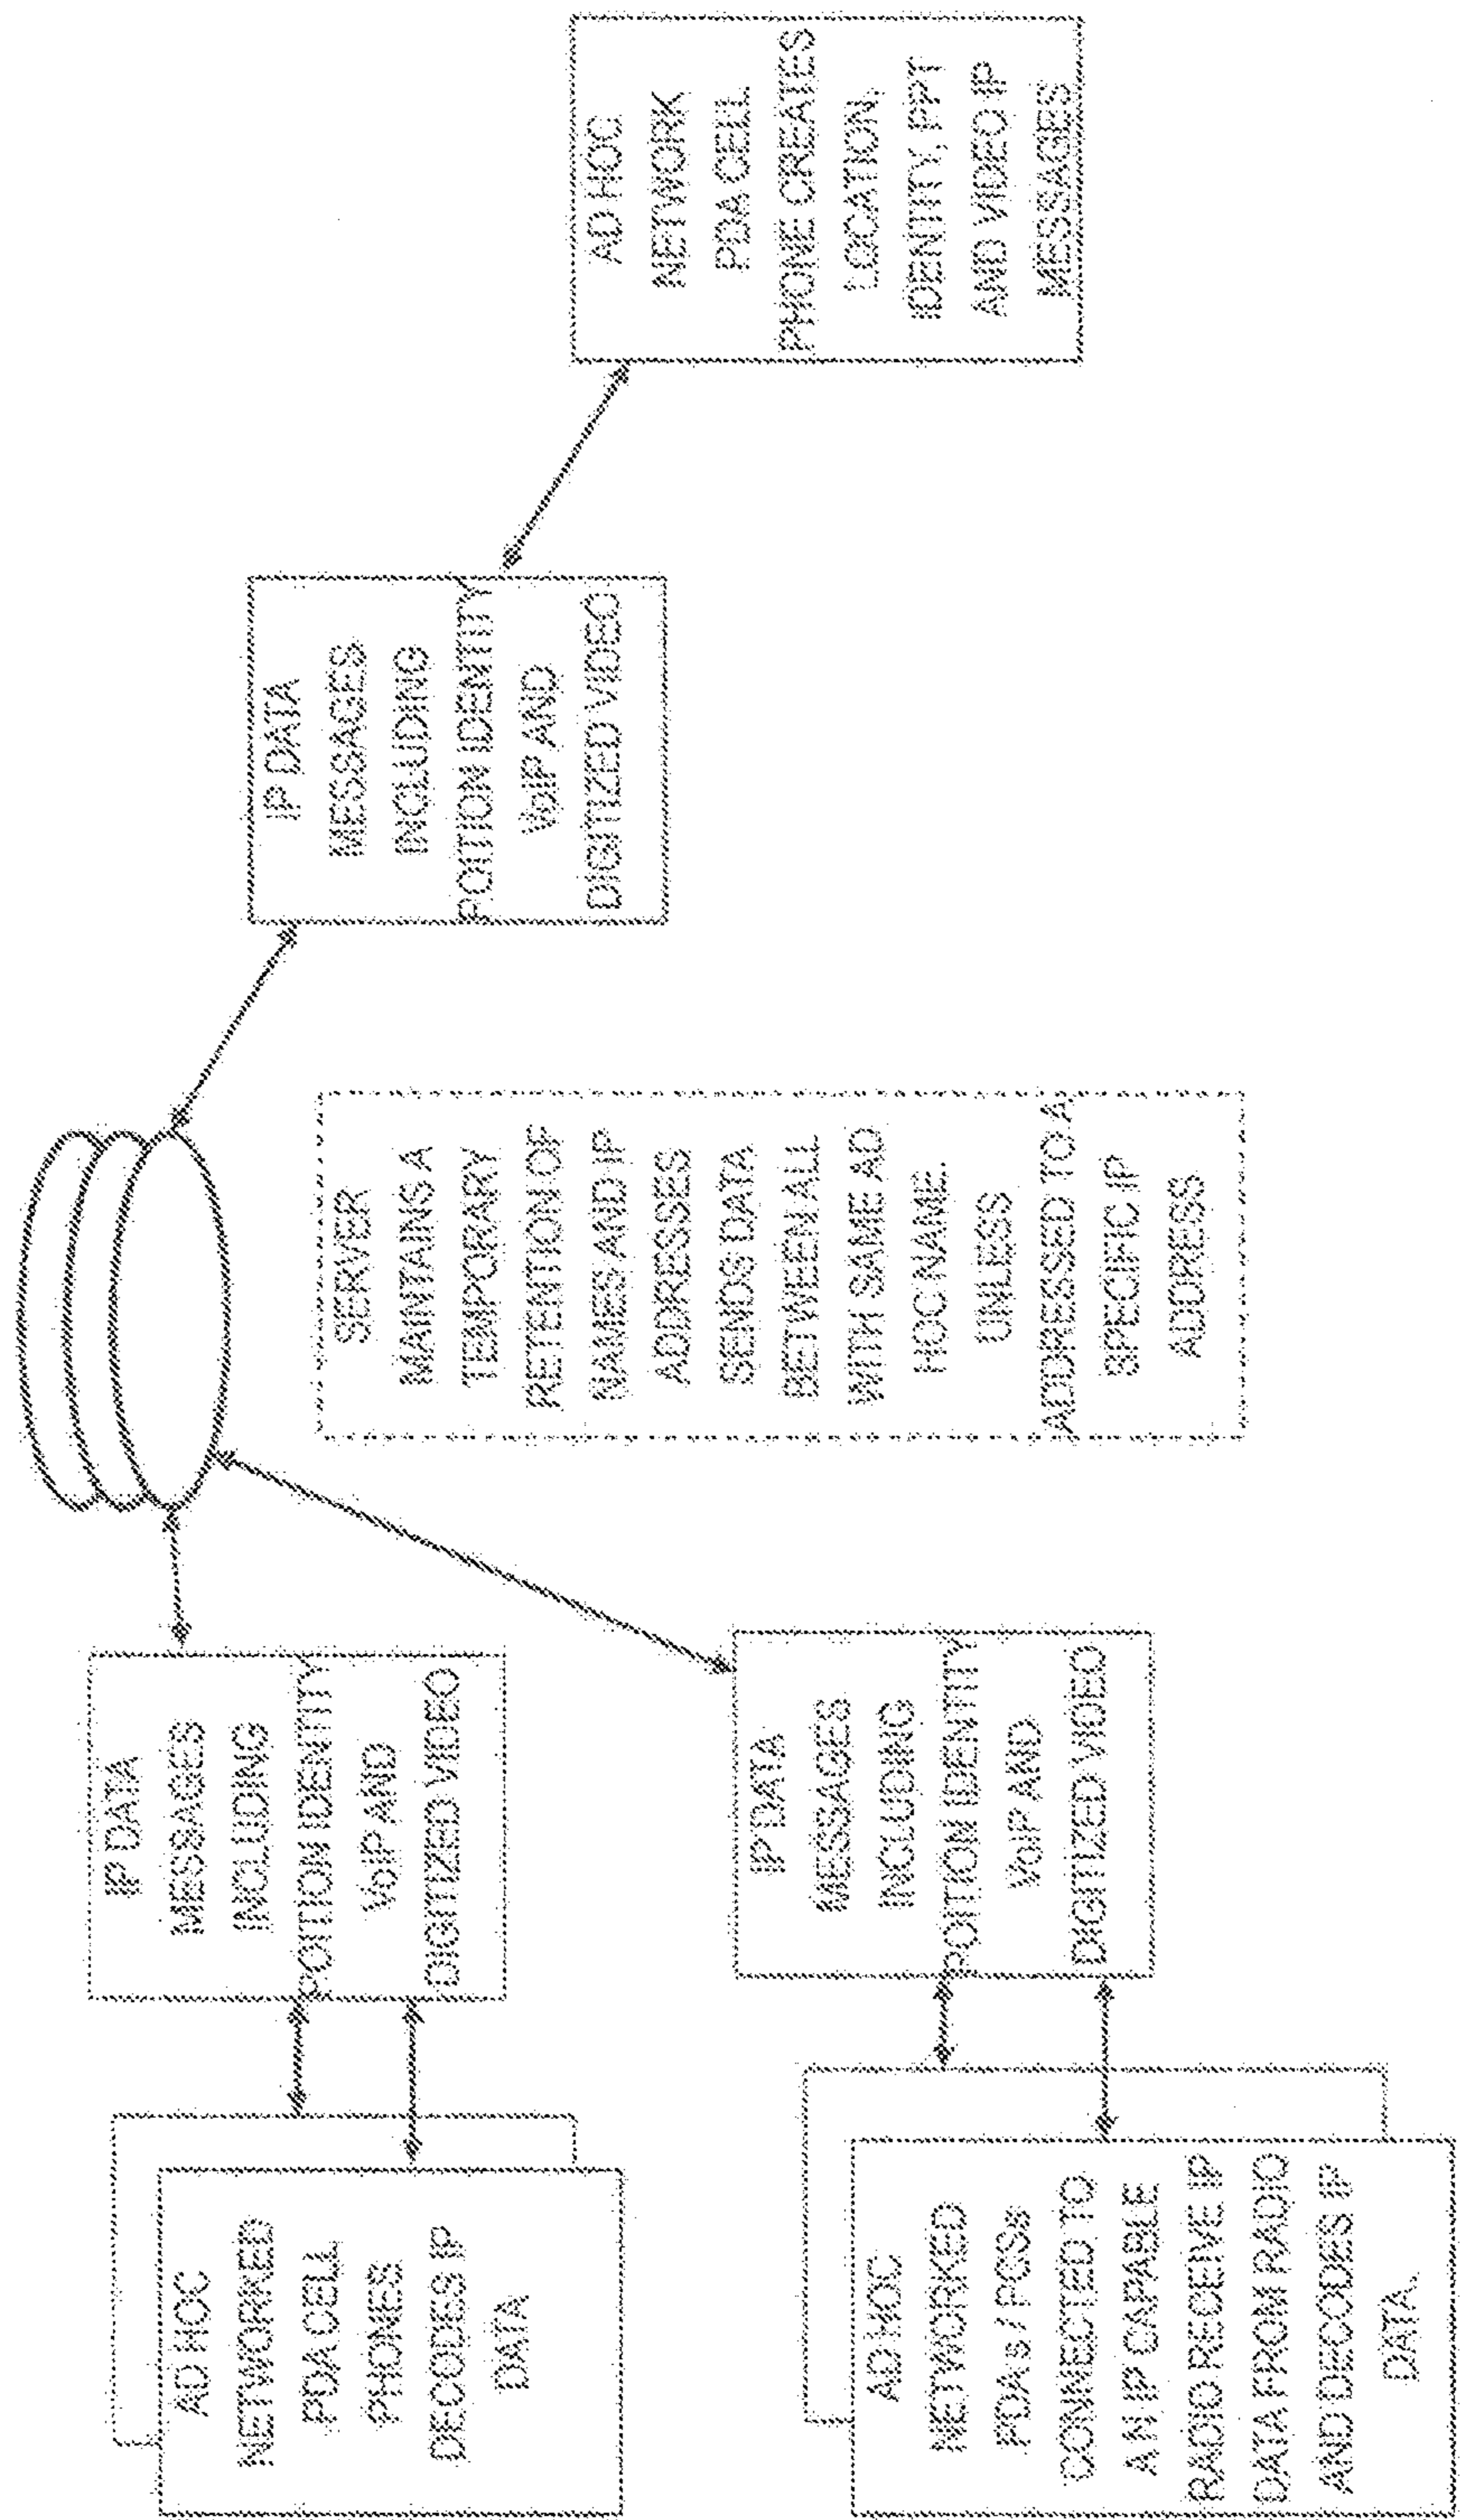 AD HOC
NETWORKED
PDA CELL
PHONES
DECODES IP
DATA
IP DATA
MESSAGES
INCLUDING
POITION IDENTITY
VoIP AND
DIGITIZED VIDEO
SERVER
MAINTAINS A
TEMPORARY
RETENTION OF
NAMES AND IP
ADDRESSES
SENDS DATA
BETWEEN ALL
WITH SAME AD
HOC NAME.
UNLESS
ADDRESSED TO A
SPECIFIC IP
ADDRESS
IP DATA
MESSAGES
INCLUDING
POITION IDENTITY
VoIP AND
DIGITIZED VIDEO
AD HOC
NETWORK
PDA CELL
PHONE CREATES
LOCATION,
IDENTITY, PPT
AND VIDEO IP
MESSAGES
AD HOC
NETWORKED
PDAs / PCSs
CONNECTED TO
AN IP CAPABLE
RADIO RECEIVE IP
DATA FROM RADIO
AND DECODES IP
DATA.
IP DATA
MESSAGES
INCLUDING
POITION IDENTITY
VoIP AND
DIGITIZED VIDEO